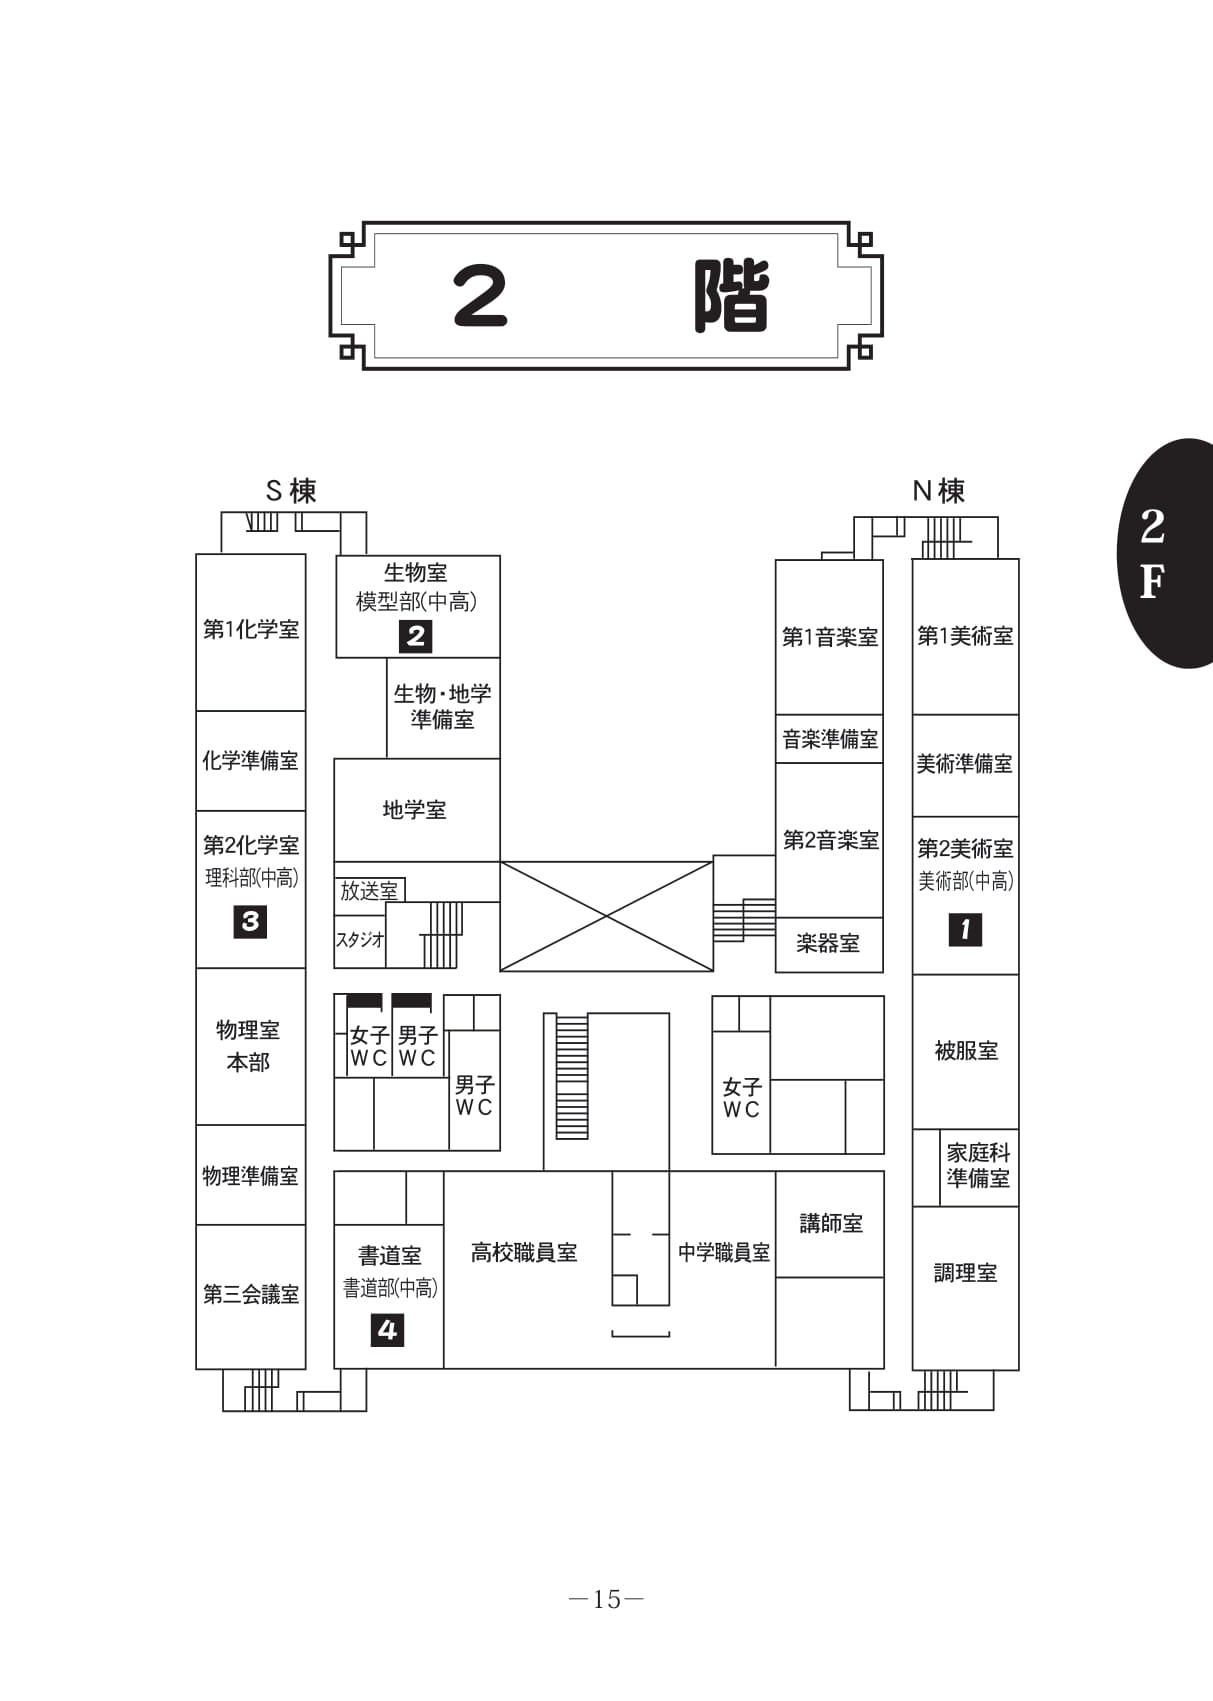 2 階
S 棟
N 棟
2
F
生物室
模型部(中高)
2
第1化学室
第1音楽室
第1美術室
生物・地学
準備室
化学準備室
音楽準備室
美術準備室
地学室
第2化学室
理科部(中高)
3
第2音楽室
第2美術室
美術部(中高)
1
放送室
スタジオ
楽器室
物理室
本部
女子
WC
男子
WC
男子
WC
女子
WC
被服室
家庭科
準備室
物理準備室
第三会議室
書道室
書道部(中高)
4
高校職員室
中学職員室
講師室
調理室
―15―